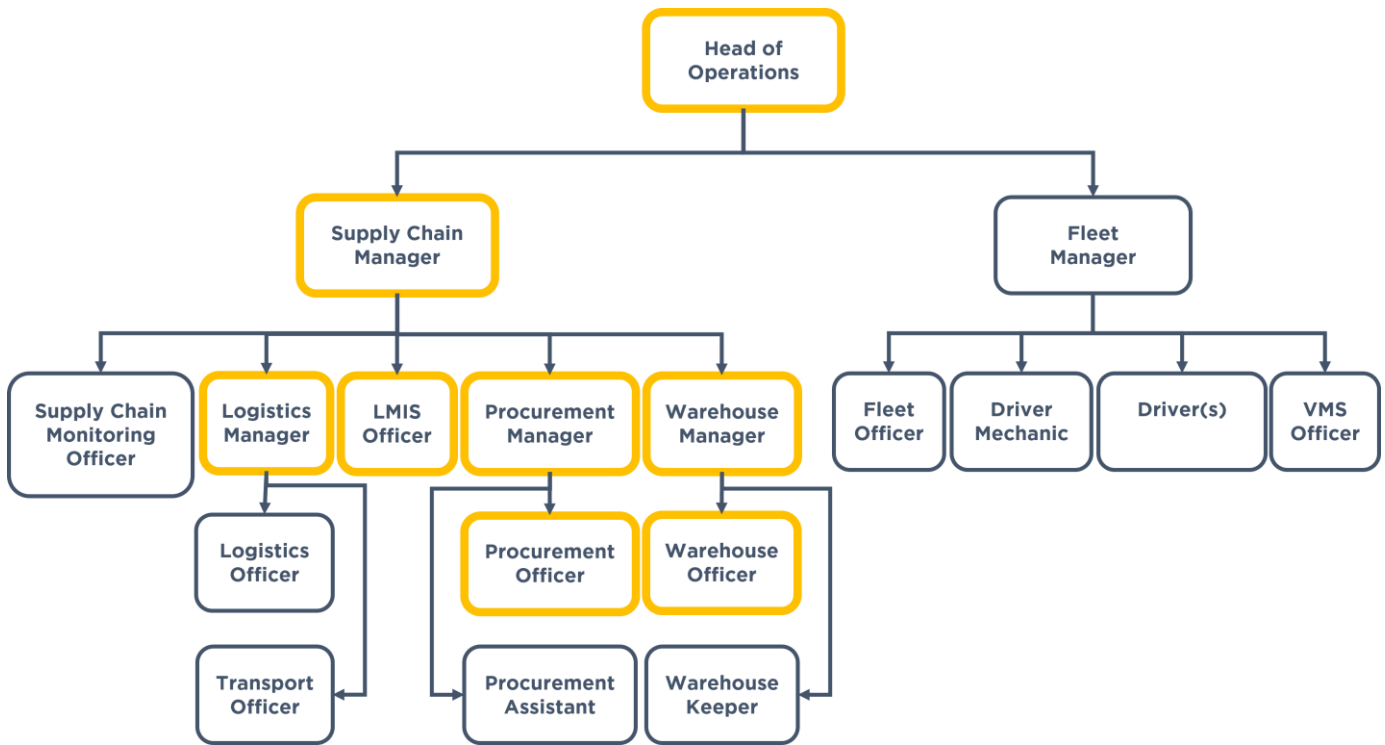 Head of
Operations
Supply Chain
Manager
Fleet
Manager
Supply Chain
Monitoring
Officer
Logistics
Manager
LMIS
Officer
Procurement
Manager
Warehouse
Manager
Fleet
Officer
Driver
Mechanic
Driver(s)
VMS
Officer
Logistics
Officer
Procurement
Officer
Warehouse
Officer
Transport
Officer
Procurement
Assistant
Warehouse
Keeper